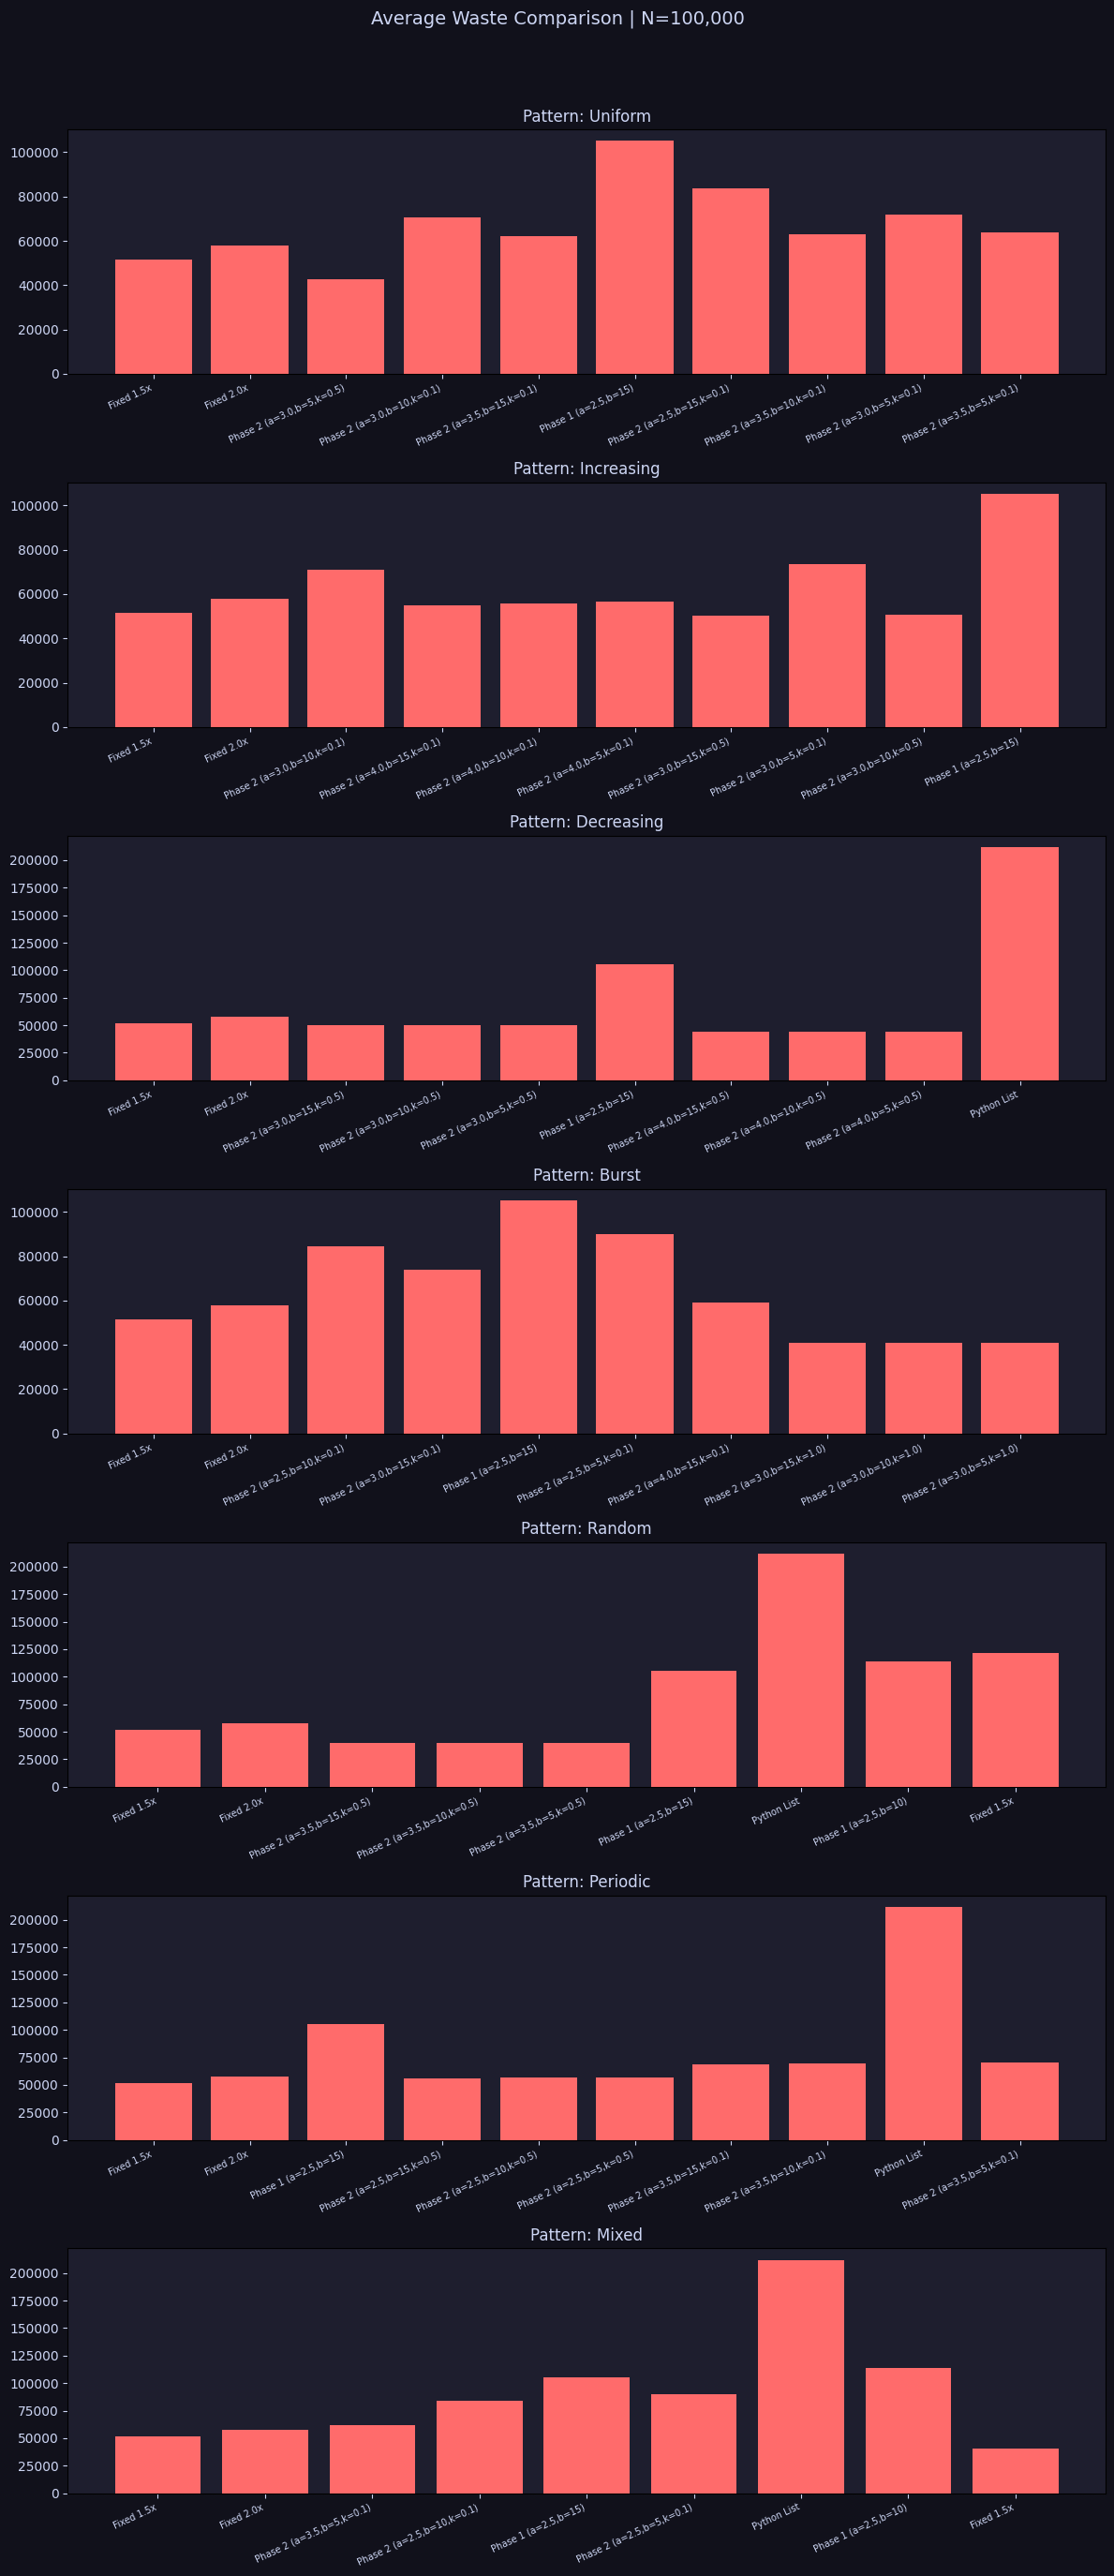 Average Waste Comparison | N=100,000
Pattern: Uniform
100000
80000
60000
40000
20000
0
Fixed 1.5x
Fixed 2.0x
Phase 2 (a=3.0,b=5,k=0.5)
Phase 2 (a=3.0,b=10,k=0.1)
Phase 2 (a=3.5,b=15,k=0.1)
Phase 1 (a=2.5,b=15)
Phase 2 (a=2.5,b=15,k=0.1)
Phase 2 (a=3.5,b=10,k=0.1)
Phase 2 (a=3.0,b=5,k=0.1)
Phase 2 (a=3.5,b=5,k=0.1)
Pattern: Increasing
100000
80000
60000
40000
20000
0
Fixed 1.5x
Fixed 2.0x
Phase 2 (a=3.0,b=10,k=0.1)
Phase 2 (a=4.0,b=15,k=0.1)
Phase 2 (a=4.0,b=10,k=0.1)
Phase 2 (a=4.0,b=5,k=0.1)
Phase 2 (a=3.0,b=15,k=0.5)
Phase 2 (a=3.0,b=5,k=0.1)
Phase 2 (a=3.0,b=10,k=0.5)
Phase 1 (a=2.5,b=15)
Pattern: Decreasing
200000
175000
150000
125000
100000
75000
50000
25000
0
Fixed 1.5x
Fixed 2.0x
Phase 2 (a=3.0,b=15,k=0.5)
Phase 2 (a=3.0,b=10,k=0.5)
Phase 2 (a=3.0,b=5,k=0.5)
Phase 1 (a=2.5,b=15)
Phase 2 (a=4.0,b=15,k=0.5)
Phase 2 (a=4.0,b=10,k=0.5)
Phase 2 (a=4.0,b=5,k=0.5)
Python List
Pattern: Burst
100000
80000
60000
40000
20000
0
Fixed 1.5x
Fixed 2.0x
Phase 2 (a=2.5,b=10,k=0.1)
Phase 2 (a=3.0,b=15,k=0.1)
Phase 1 (a=2.5,b=15)
Phase 2 (a=2.5,b=5,k=0.1)
Phase 2 (a=4.0,b=15,k=0.1)
Phase 2 (a=3.0,b=15,k=1.0)
Phase 2 (a=3.0,b=10,k=1.0)
Phase 2 (a=3.0,b=5,k=1.0)
Pattern: Random
200000
175000
150000
125000
100000
75000
50000
25000
0
Fixed 1.5x
Fixed 2.0x
Phase 2 (a=3.5,b=15,k=0.5)
Phase 2 (a=3.5,b=10,k=0.5)
Phase 2 (a=3.5,b=5,k=0.5)
Phase 1 (a=2.5,b=15)
Python List
Phase 1 (a=2.5,b=10)
Fixed 1.5x
Pattern: Periodic
200000
175000
150000
125000
100000
75000
50000
25000
0
Fixed 1.5x
Fixed 2.0x
Phase 1 (a=2.5,b=15)
Phase 2 (a=2.5,b=15,k=0.5)
Phase 2 (a=2.5,b=10,k=0.5)
Phase 2 (a=2.5,b=5,k=0.5)
Phase 2 (a=3.5,b=15,k=0.1)
Phase 2 (a=3.5,b=10,k=0.1)
Python List
Phase 2 (a=3.5,b=5,k=0.1)
Pattern: Mixed
200000
175000
150000
125000
100000
75000
50000
25000
0
Fixed 1.5x
Fixed 2.0x
Phase 2 (a=3.5,b=5,k=0.1)
Phase 2 (a=2.5,b=10,k=0.1)
Phase 1 (a=2.5,b=15)
Phase 2 (a=2.5,b=5,k=0.1)
Python List
Phase 1 (a=2.5,b=10)
Fixed 1.5x